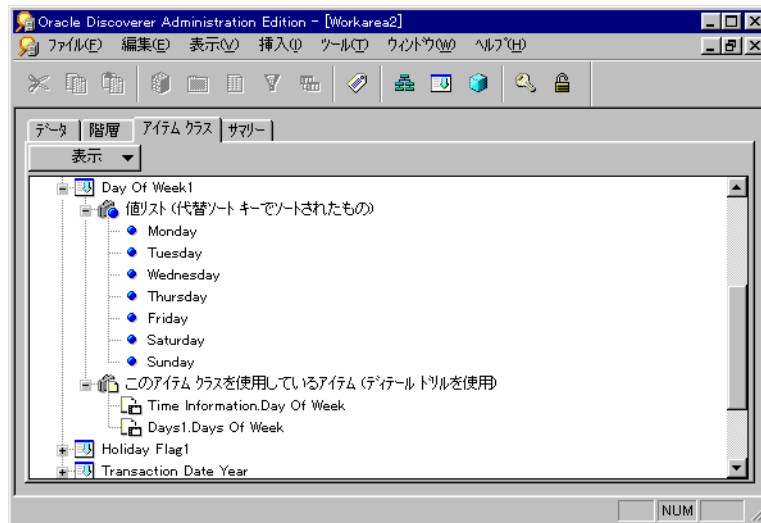 Oracle Discoverer Administration Edition - [Workarea2]
ファイル(F) 編集(E) 表示(V) 挿入(I) ツール(T) ウィンドウ(W) ヘルプ(H)
データ 階層 アイテム クラス サマリー
表示
Day Of Week1
値リスト (代替ソート キーでソートされたもの)
Monday
Tuesday
Wednesday
Thursday
Friday
Saturday
Sunday
このアイテム クラスを使用しているアイテム (ディテール ドリルを使用)
Time Information.Day Of Week
Days1.Days Of Week
Holiday Flag1
Transaction Date Year
NUM